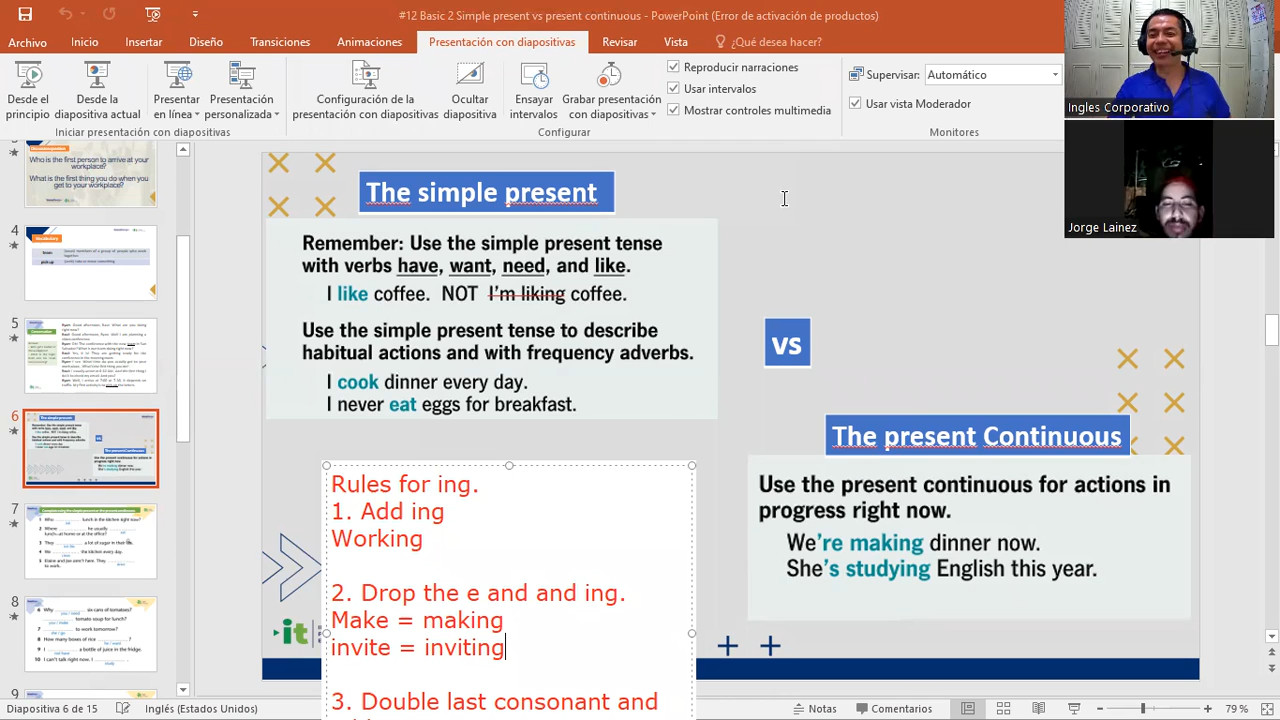 #12 Basic 2 Simple present vs present continuous - PowerPoint (Error de activación de productos)
Archivo Inicio Insertar Diseño Transiciones Animaciones Presentación con diapositivas Revisar Vista ¿Qué desea hacer?
Desde el principio
Desde la diapositiva actual
Presentar en línea
Presentación personalizada
Iniciar presentación con diapositivas
Configuración de la presentación con diapositivas
Ocultar diapositiva
Ensayar intervalos
Grabar presentación con diapositivas
Reproducir narraciones
Usar intervalos
Mostrar controles multimedia
Configurar
Supervisar: Automático
Usar vista Moderador
Monitores
Ingles Corporativo
Jorge Lainez
Who is the first person to arrive at your workplace?
What is the first thing you do when you get to your workplace?
4
Vocabulary
5
6
7
8
9
The simple present
Remember: Use the simple present tense
with verbs have, want, need, and like.
I like coffee. NOT I'm liking coffee.
Use the simple present tense to describe
habitual actions and with frequency adverbs.
I cook dinner every day.
I never eat eggs for breakfast.
vs
The present Continuous
Use the present continuous for actions in
progress right now.
We're making dinner now.
She's studying English this year.
Rules for ing.
1. Add ing
Working
2. Drop the e and and ing.
Make = making
invite = inviting
3. Double last consonant and
it
Diapositiva 6 de 15 Inglés (Estados Unidos) Notas Comentarios 79 %